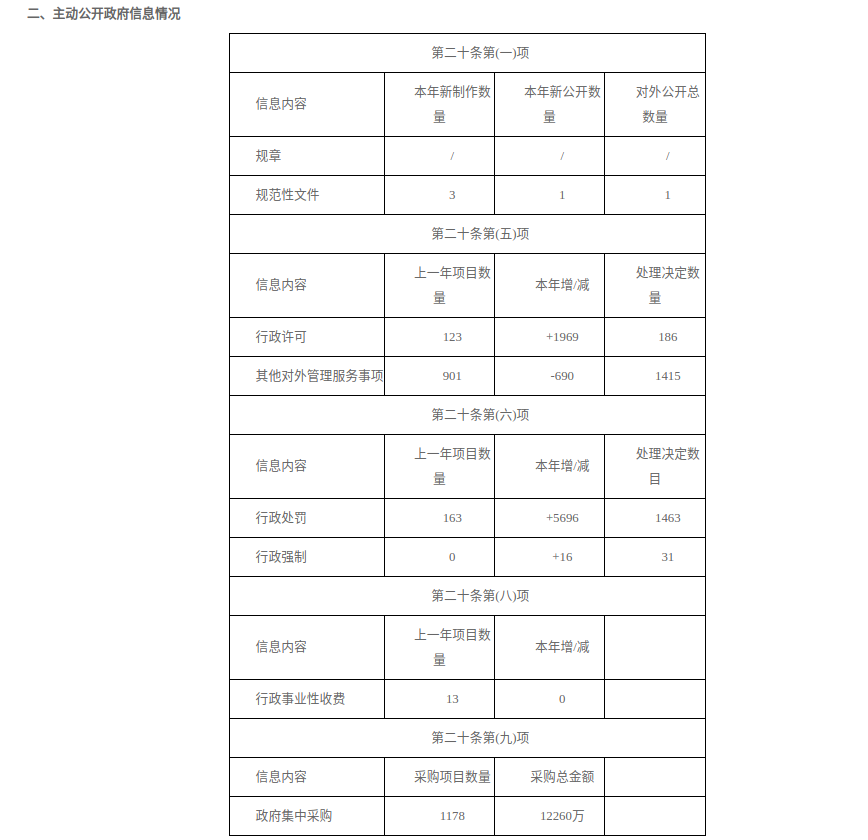 二、主动公开政府信息情况
第二十条第(一)项
信息内容 本年新制作数量 本年新公开数量 对外公开总数量
规章 / / /
规范性文件 3 1 1
第二十条第(五)项
信息内容 上一年项目数量 本年增/减 处理决定数量
行政许可 123 +1969 186
其他对外管理服务事项 901 -690 1415
第二十条第(六)项
信息内容 上一年项目数量 本年增/减 处理决定数目
行政处罚 163 +5696 1463
行政强制 0 +16 31
第二十条第(八)项
信息内容 上一年项目数量 本年增/减
行政事业性收费 13 0
第二十条第(九)项
信息内容 采购项目数量 采购总金额
政府集中采购 1178 12260万